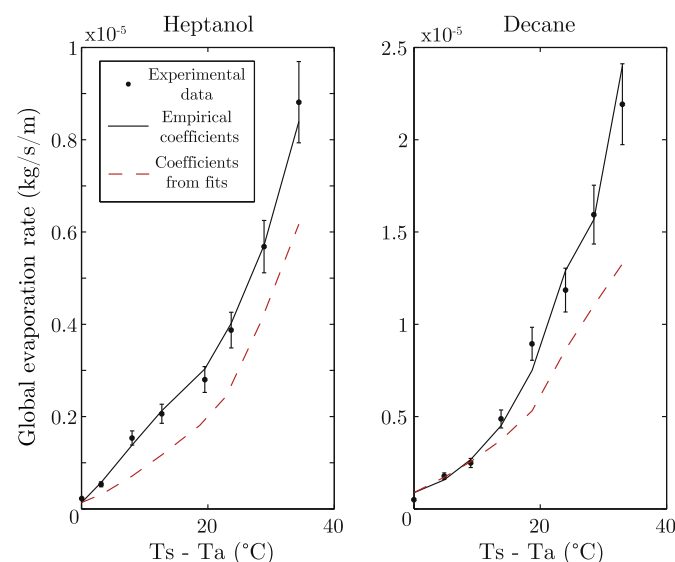 Heptanol
Decane
x10-5
x10-5
1
0.8
0.6
0.4
0.2
0
2.5
2
1.5
1
0.5
0
Experimental
data
Empirical
coefficients
Coefficients
from fits
Global evaporation rate (kg/s/m)
20
40
20
40
Ts - Ta (°C)
Ts - Ta (°C)